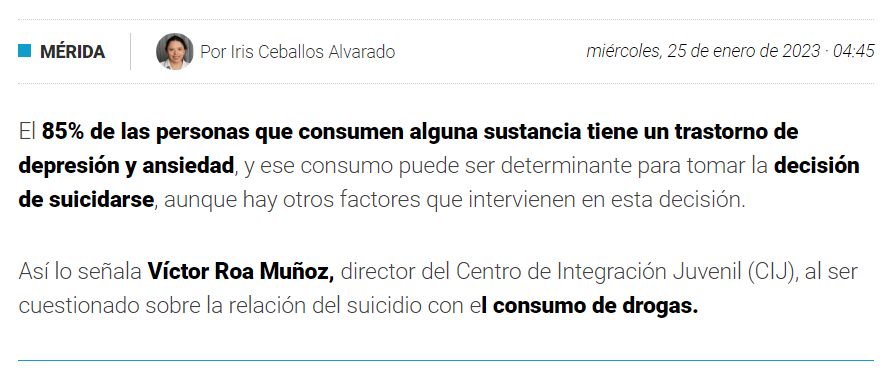 MÉRIDA
Por Iris Ceballos Alvarado
miércoles, 25 de enero de 2023 · 04:45
El 85% de las personas que consumen alguna sustancia tiene un trastorno de
depresión y ansiedad, y ese consumo puede ser determinante para tomar la decisión
de suicidarse, aunque hay otros factores que intervienen en esta decisión.
Así lo señala Víctor Roa Muñoz, director del Centro de Integración Juvenil (CIJ), al ser
cuestionado sobre la relación del suicidio con el consumo de drogas.